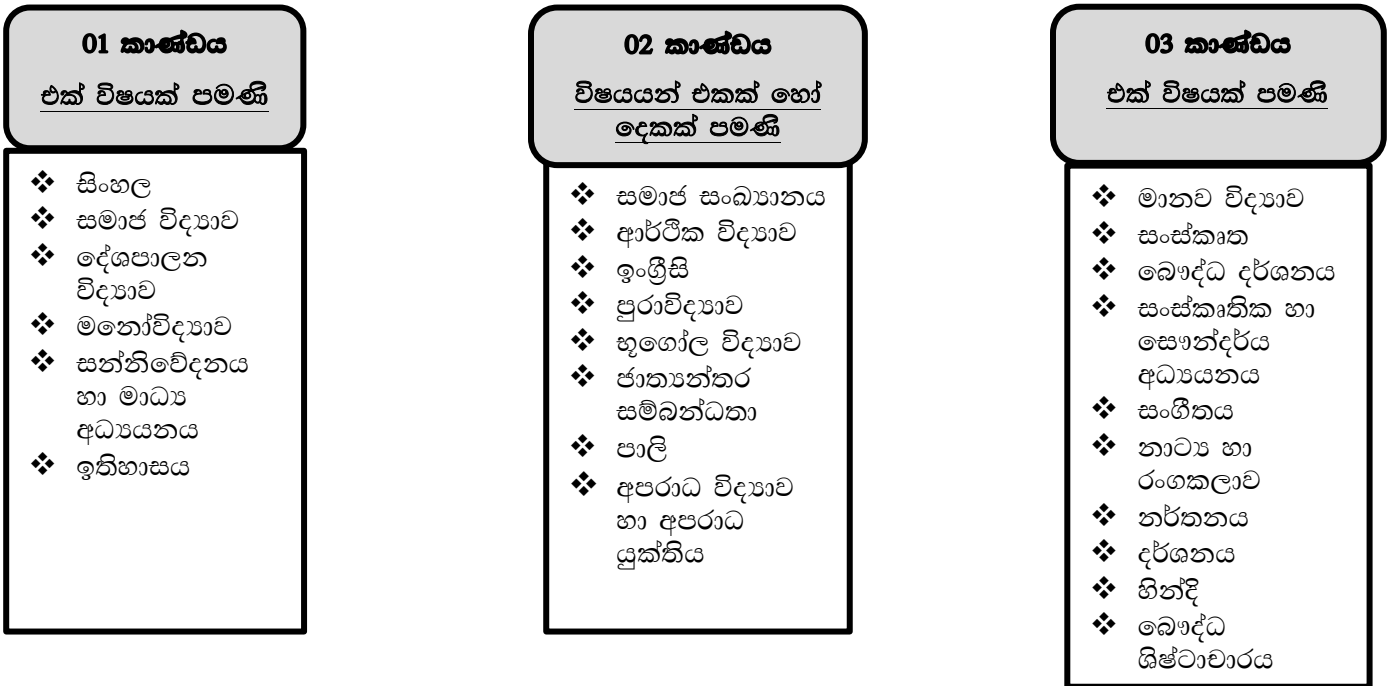 01 කාණ්ඩය
එක් විෂයක් පමණි
❖ සිංහල
❖ සමාජ විද්‍යාව
❖ දේශපාලන
විද්‍යාව
❖ මනෝවිද්‍යාව
❖ සන්නිවේදනය
හා මාධ්‍ය
අධ්‍යයනය
❖ ඉතිහාසය
02 කාණ්ඩය
විෂයයන් එකක් හෝ
දෙකක් පමණි
❖ සමාජ සංඛ්‍යානය
❖ ආර්ථික විද්‍යාව
❖ ඉංග්‍රීසි
❖ පුරාවිද්‍යාව
❖ භූගෝල විද්‍යාව
❖ ජාත්‍යන්තර
සම්බන්ධතා
❖ පාලි
❖ අපරාධ විද්‍යාව
හා අපරාධ
යුක්තිය
03 කාණ්ඩය
එක් විෂයක් පමණි
❖ මානව විද්‍යාව
❖ සංස්කෘත
❖ බෞද්ධ දර්ශනය
❖ සංස්කෘතික හා
සෞන්දර්ය
අධ්‍යයනය
❖ සංගීතය
❖ නාට්‍ය හා
රංගකලාව
❖ නර්තනය
❖ දර්ශනය
❖ හින්දි
❖ බෞද්ධ
ශිෂ්ටාචාරය